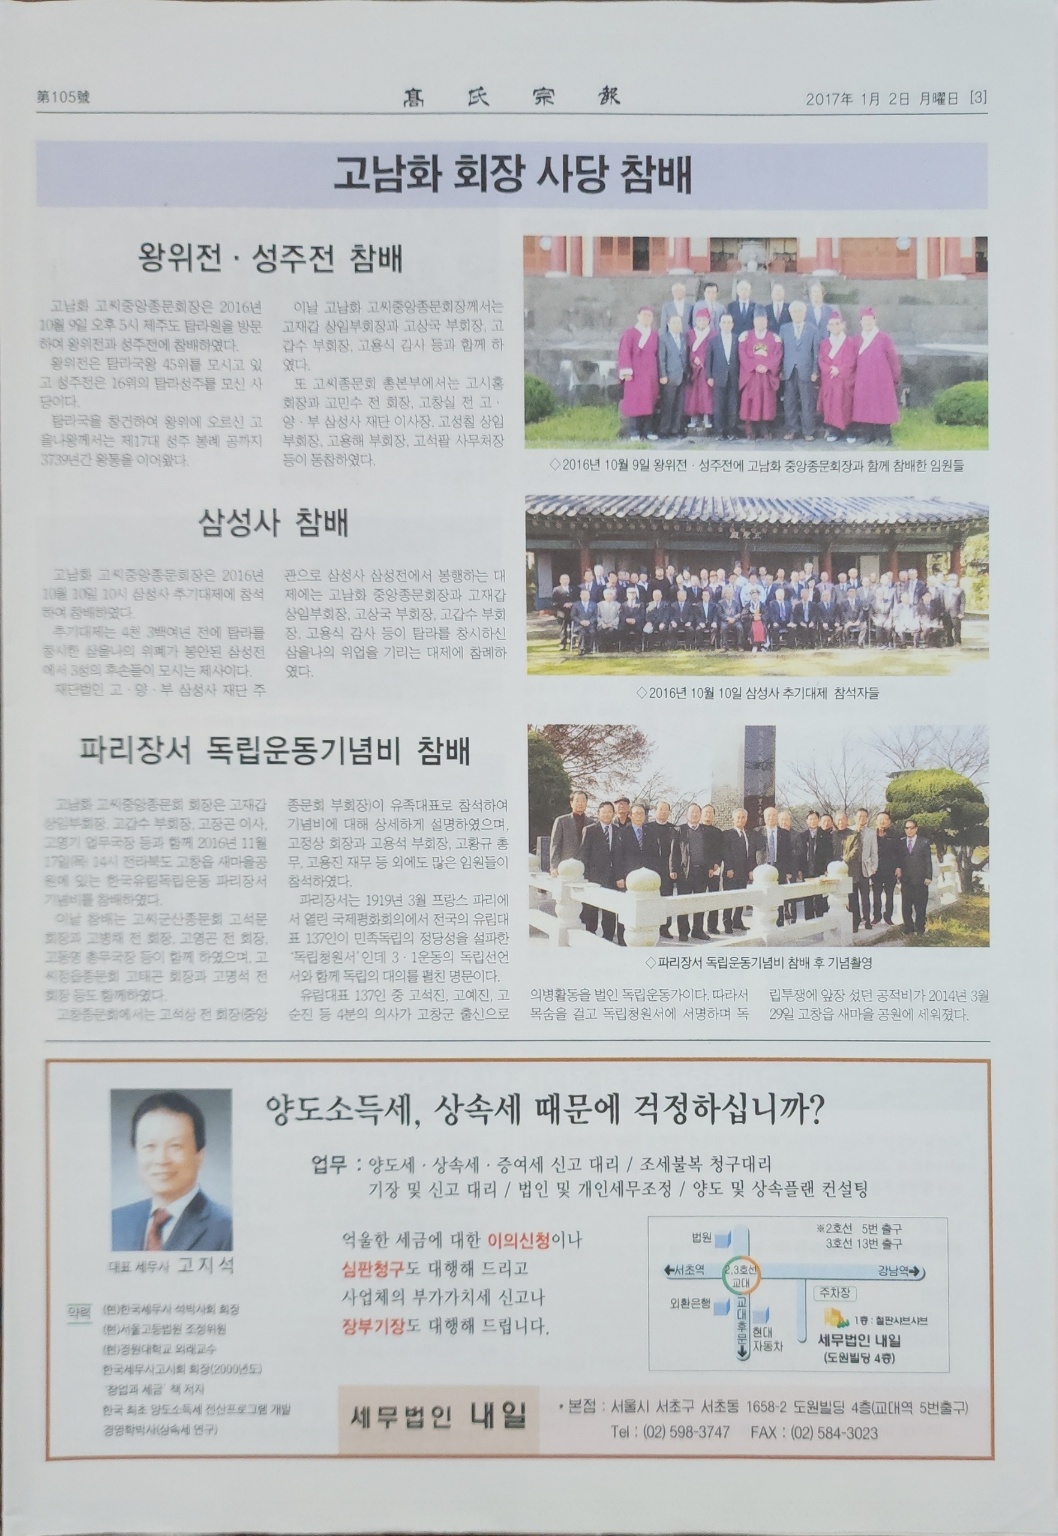 第105號
高氏宗報
2017年 1月 2日 月曜日 [3]
고남화 회장 사당 참배
왕위전 · 성주전 참배
고남화 고씨중앙종문회장은 2016년
10월 9일 오후 5시 제주도 탐라원을 방문
하여 왕위전과 성주전에 참배하였다.
왕위전은 탐라국왕 45위를 모시고 있
고 성주전은 16위의 탐라성주를 모신 사
당이다.
탐라국을 창건하여 왕위에 오르신 고
을나왕께서는 제17대 성주 봉례 공까지
3739년간 왕통을 이어왔다.
이날 고남화 고씨중앙종문회장께서는
고재갑 상임부회장과 고상국 부회장, 고
갑수 부회장, 고용식 감사 등과 함께 하
였다.
또 고씨종문회 총본부에서는 고시홍
회장과 고민수 전 회장, 고창실 전 고·
양·부 삼성사 재단 이사장, 고성칠 상임
부회장, 고용해 부회장, 고석팔 사무처장
등이 동참하였다.
◇2016년 10월 9일 왕위전 · 성주전에 고남화 중앙종문회장과 함께 참배한 임원들
삼성사 참배
고남화 고씨중앙종문회장은 2016년
10월 10일 10시 삼성사 추기대제에 참석
하여 참배하였다.
추기대제는 4천 3백여년 전에 탐라를
창시한 삼을나의 위패가 봉안된 삼성전
에서 3성의 후손들이 모시는 제사이다.
재단법인 고·양·부 삼성사 재단 주
관으로 삼성사 삼성전에서 봉행하는 대
제에는 고남화 중앙종문회장과 고재갑
상임부회장, 고상국 부회장, 고갑수 부회
장, 고용식 감사 등이 탐라를 창시하신
삼을나의 위업을 기리는 대제에 참례하
였다.
◇2016년 10월 10일 삼성사 추기대제 참석자들
파리장서 독립운동기념비 참배
고남화 고씨중앙종문회 회장은 고재갑
상임부회장, 고갑수 부회장, 고장곤 이사,
고영기 업무국장 등과 함께 2016년 11월
17일(목) 14시 전라북도 고창읍 새마을공
원에 있는 한국유림독립운동 파리장서
기념비를 참배하였다.
이날 참배는 고씨군산종문회 고석문
회장과 고병채 전 회장, 고영곤 전 회장,
고동영 총무국장 등이 함께 하였으며, 고
씨정읍종문회 고태곤 회장과 고명석 전
회장 등도 함께하였다.
고창종문회에서는 고석상 전 회장(중앙
종문회 부회장)이 유족대표로 참석하여
기념비에 대해 상세하게 설명하였으며,
고정상 회장과 고용석 부회장, 고황규 총
무, 고용진 재무 등 외에도 많은 임원들이
참석하였다.
파리장서는 1919년 3월 프랑스 파리에
서 열린 국제평화회의에서 전국의 유림대
표 137인이 민족독립의 정당성을 설파한
'독립청원서'인데 3·1운동의 독립선언
서와 함께 독립의 대의를 펼친 명문이다.
유림대표 137인 중 고석진, 고예진, 고
순진 등 4분의 의사가 고창군 출신으로
◇파리장서 독립운동기념비 참배 후 기념촬영
의병활동을 벌인 독립운동가이다. 따라서
목숨을 걸고 독립청원서에 서명하며 독
립투쟁에 앞장 섰던 공적비가 2014년 3월
29일 고창읍 새마을 공원에 세워졌다.
양도소득세, 상속세 때문에 걱정하십니까?
업무 : 양도세 · 상속세 · 증여세 신고 대리 / 조세불복 청구대리
기장 및 신고 대리 / 법인 및 개인세무조정 / 양도 및 상속플랜 컨설팅
대표 세무사 고지석
약력
(현)한국세무사 석박사회 회장
(현)서울고등법원 조정위원
(현)경원대학교 외래교수
한국세무사고시회 회장(2000년도)
'창업과 세금' 책 저자
한국 최초 양도소득세 전산프로그램 개발
경영학박사(상속세 연구)
억울한 세금에 대한 이의신청이나
심판청구도 대행해 드리고
사업체의 부가가치세 신고나
장부기장도 대행해 드립니다.
※2호선 5번 출구
3호선 13번 출구
법원
서초역
2,3호선
교대
강남역
외환은행
교대후문
현대
자동차
주차장
1층 : 철판샤브샤브
세무법인 내일
(도원빌딩 4층)
세무법인 내일
• 본점 : 서울시 서초구 서초동 1658-2 도원빌딩 4층(교대역 5번출구)
Tel : (02) 598-3747 FAX : (02) 584-3023